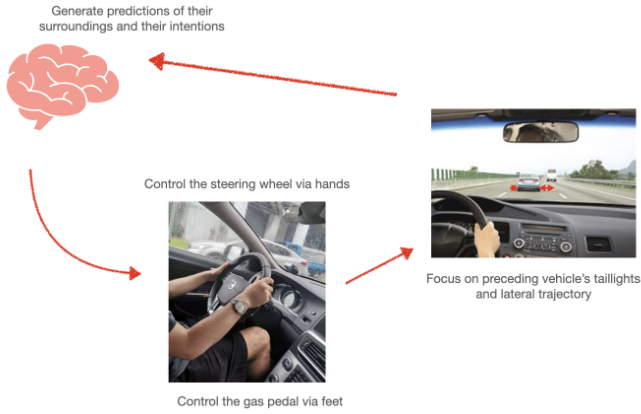 Generate predictions of their
surroundings and their intentions
Control the steering wheel via hands
Focus on preceding vehicle's taillights
and lateral trajectory
Control the gas pedal via feet